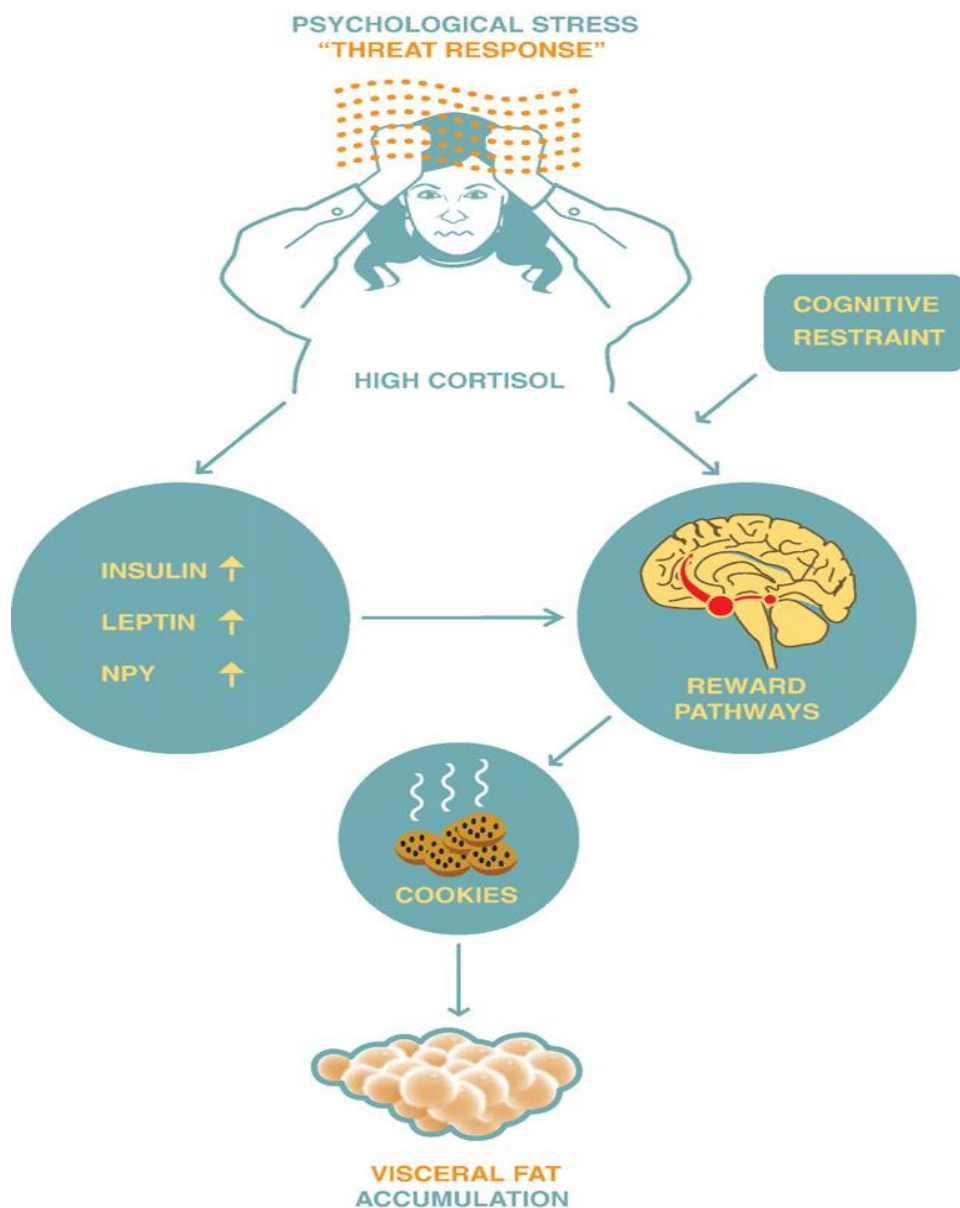 PSYCHOLOGICAL STRESS
“THREAT RESPONSE”
COGNITIVE
RESTRAINT
HIGH CORTISOL
INSULIN
LEPTIN
NPY
REWARD
PATHWAYS
COOKIES
VISCERAL FAT
ACCUMULATION